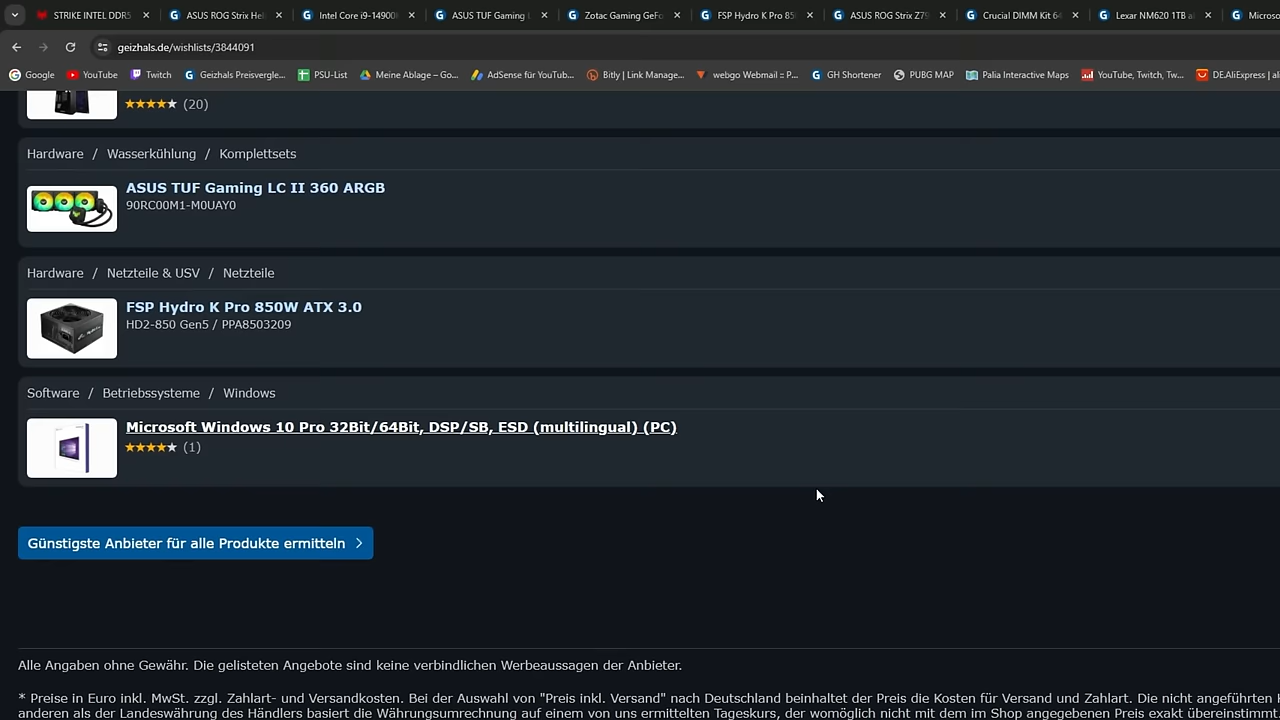 STRIKE INTEL DDR5
ASUS ROG Strix Hel
Intel Core i9-14900
ASUS TUF Gaming L
Zotac Gaming GeFo
FSP Hydro K Pro 85
ASUS ROG Strix Z79
Crucial DIMM Kit 64
Lexar NM620 1TB a
Microso
geizhals.de/wishlists/3844091
Google
YouTube
Twitch
Geizhals Preisvergle...
PSU-List
Meine Ablage – Go...
AdSense für YouTub...
Bitly | Link Manage...
webgo Webmail :: P...
GH Shortener
PUBG MAP
Palia Interactive Maps
YouTube, Twitch, Tw...
DE.AliExpress | al
(20)
Hardware / Wasserkühlung / Komplettsets
ASUS TUF Gaming LC II 360 ARGB
90RC00M1-M0UAY0
Hardware / Netzteile & USV / Netzteile
FSP Hydro K Pro 850W ATX 3.0
HD2-850 Gen5 / PPA8503209
Software / Betriebssysteme / Windows
Microsoft Windows 10 Pro 32Bit/64Bit, DSP/SB, ESD (multilingual) (PC)
(1)
Günstigste Anbieter für alle Produkte ermitteln
Alle Angaben ohne Gewähr. Die gelisteten Angebote sind keine verbindlichen Werbeaussagen der Anbieter.
* Preise in Euro inkl. MwSt. zzgl. Zahlart- und Versandkosten. Bei der Auswahl von "Preis inkl. Versand" nach Deutschland beinhaltet der Preis die Kosten für Versand und Zahlart. Die nicht angeführten
anderen als der Landeswährung des Händlers basiert die Währungsumrechnung auf einem von uns ermittelten Tageskurs, der womöglich nicht mit dem im Shop angegebenen Preis exakt übereinstimmt